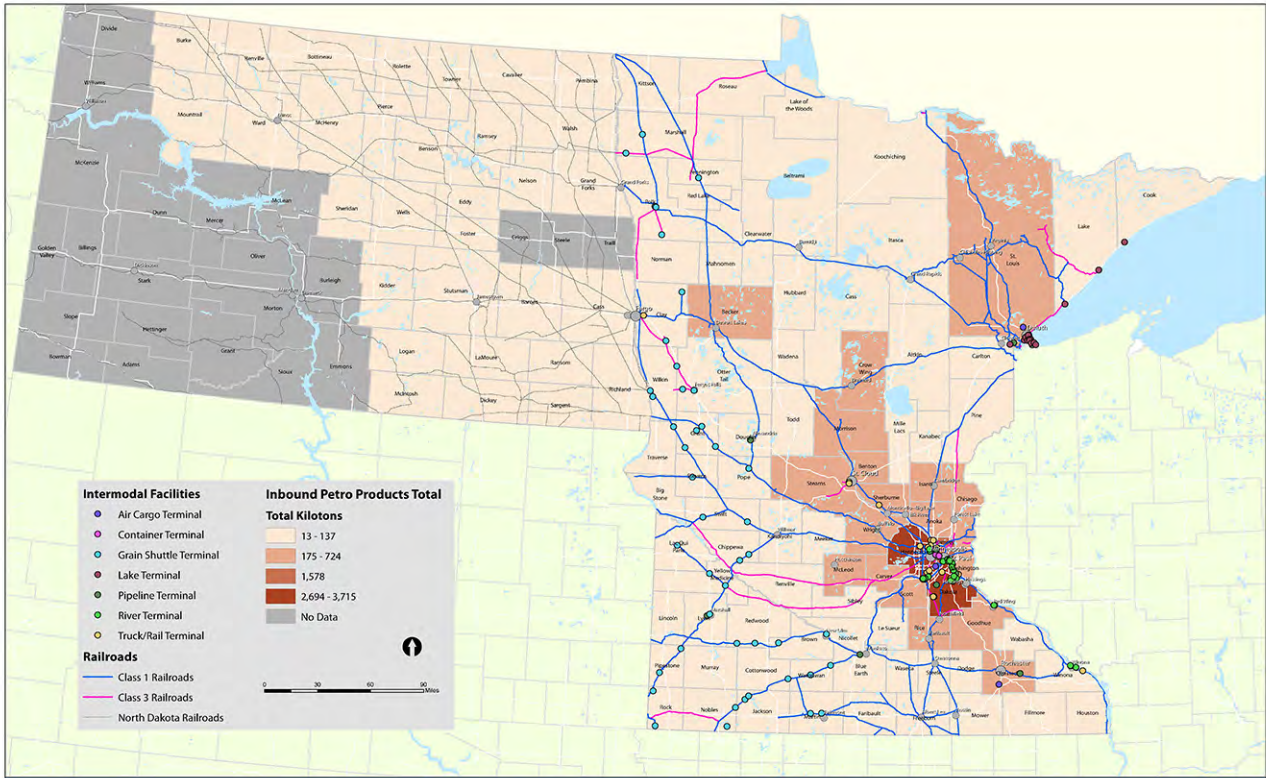 Divide
Burke
Renville
Bottineau
Rolette
Towner
Cavalier
Pembina
Kittson
Roseau
Lake of
the Woods
Williams
Mountrail
Ward
McHenry
Pierce
Benson
Ramsey
Walsh
Marshall
Koochiching
Cook
McKenzie
Nelson
Grand
Forks
Grand Forks
Pennington
Red Lake
Beltrami
Lake
Dunn
Mercer
McLean
Sheridan
Wells
Eddy
Foster
Griggs
Steele
Traill
Polk
Clearwater
Itasca
St.
Louis
Golden
Valley
Billings
Stark
Oliver
Burleigh
Kidder
Stutsman
Barnes
Cass
Norman
Mahnomen
Hubbard
Cass
Clay
Becker
Duluth
Slope
Hettinger
Morton
Grant
Logan
LaMoure
Ransom
Richland
Wilkin
Otter
Tail
Wadena
Crow
Wing
Aitkin
Carlton
Bowman
Adams
Sioux
Emmons
McIntosh
Dickey
Sargent
Fergus Falls
Todd
Morrison
Mille
Lacs
Kanabec
Pine
Grant
Douglas
Traverse
Big
Stone
Pope
Stearns
Benton
Sherburne
Isanti
Chisago
Swift
Wright
Anoka
Lac Qui
Parle
Chippewa
Kandiyohi
Meeker
Yellow
Medicine
Renville
McLeod
Carver
Scott
Dakota
Washington
Sibley
Lincoln
Lyon
Redwood
Brown
Nicollet
Le Sueur
Rice
Goodhue
Wabasha
Pipestone
Murray
Cottonwood
Watonwan
Blue
Earth
Waseca
Steele
Dodge
Olmsted
Winona
Rock
Nobles
Jackson
Faribault
Freeborn
Mower
Fillmore
Houston
Intermodal Facilities
Air Cargo Terminal
Container Terminal
Grain Shuttle Terminal
Lake Terminal
Pipeline Terminal
River Terminal
Truck/Rail Terminal
Railroads
Class 1 Railroads
Class 3 Railroads
North Dakota Railroads
Inbound Petro Products Total
Total Kilotons
13 - 137
175 - 724
1,578
2,694 - 3,715
No Data
0 15 30 60 90
Miles